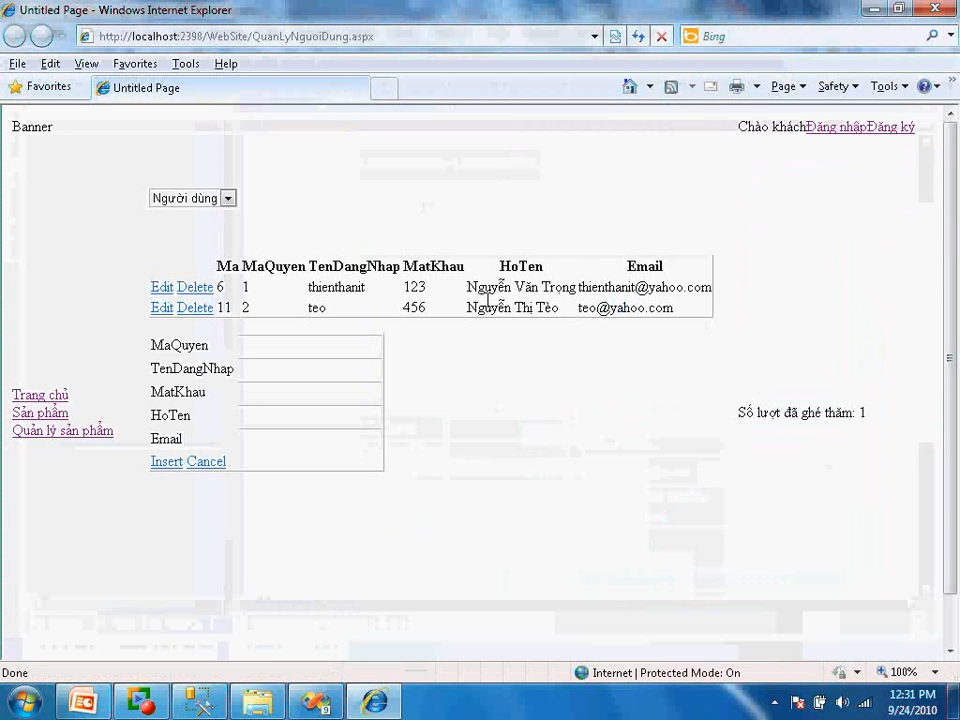 Untitled Page - Windows Internet Explorer
http://localhost:2398/WebSite/QuanLyNguoiDung.aspx
Bing
File Edit View Favorites Tools Help
Favorites Untitled Page Page Safety Tools
Banner Chào kháchĐăng nhậpĐăng ký
Người dùng
Ma MaQuyen TenDangNhap MatKhau HoTen Email
Edit Delete 6 1 thienthanit 123 Nguyễn Văn Trọng thienthanit@yahoo.com
Edit Delete 11 2 teo 456 Nguyễn Thị Tèo teo@yahoo.com
MaQuyen
TenDangNhap
MatKhau
Trang chủ
HoTen
Sản phẩm
Số lượt đã ghé thăm: 1
Quản lý sản phẩm
Email
Insert Cancel
Done Internet | Protected Mode: On 100%
12:31 PM
9/24/2010